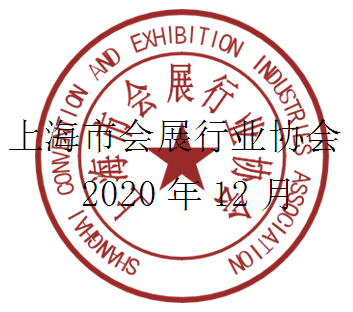 SHANGHAI CONVENTION AND EXHIBITION INDUSTRIES ASSOCIATION
上海市会展行业协会
上海市会展行业协会
2020 年 12 月